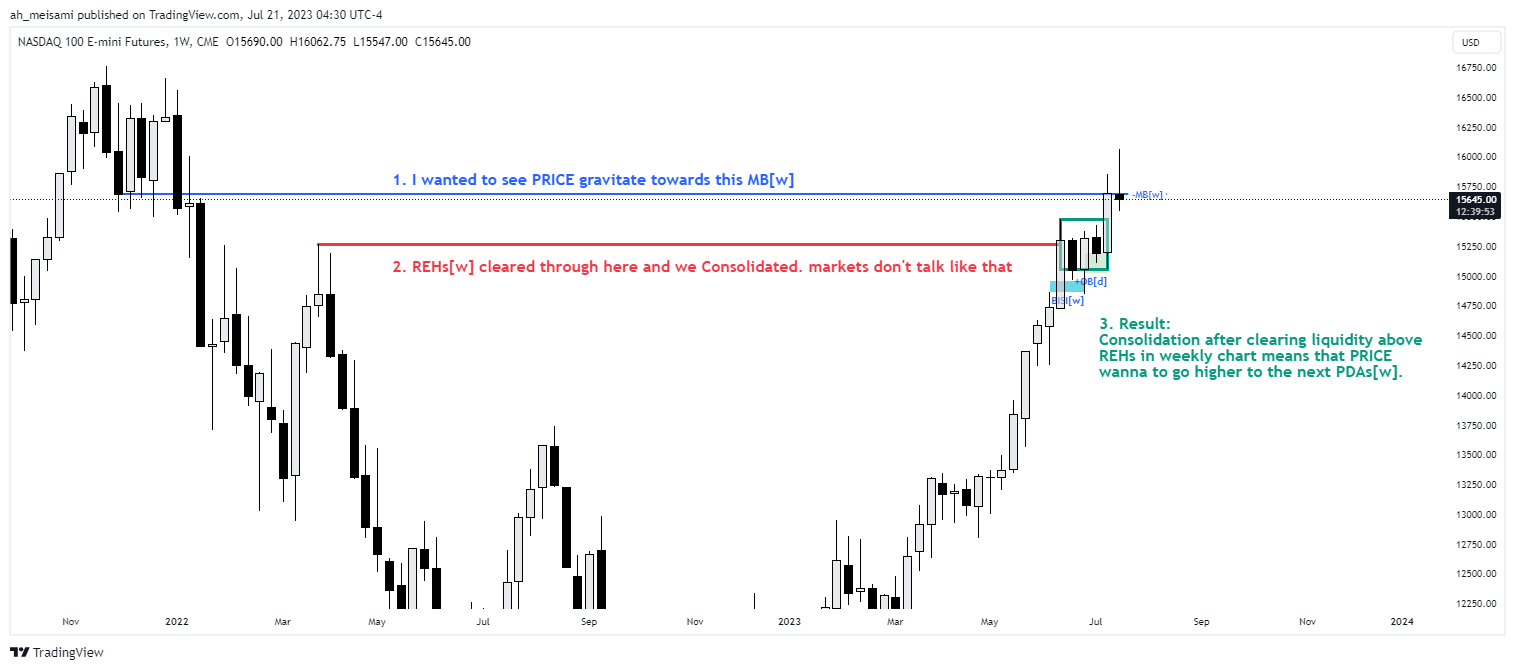 ah_meisami published on TradingView.com, Jul 21, 2023 04:30 UTC-4
NASDAQ 100 E-mini Futures, 1W, CME O15690.00 H16062.75 L15547.00 C15645.00
USD
16750.00
16500.00
16250.00
16000.00
15750.00
15645.00
12:39:53
15250.00
15000.00
14750.00
14500.00
14250.00
14000.00
13750.00
13500.00
13250.00
13000.00
12750.00
12500.00
12250.00
1. I wanted to see PRICE gravitate towards this MB[w]
-MB[w]
2. REHs[w] cleared through here and we Consolidated. markets don't talk like that
+OB[d]
BISI[w]
3. Result:
Consolidation after clearing liquidity above
REHs in weekly chart means that PRICE
wanna to go higher to the next PDAs[w].
Nov 2022 Mar May Jul Sep Nov 2023 Mar May Jul Sep Nov 2024
TradingView